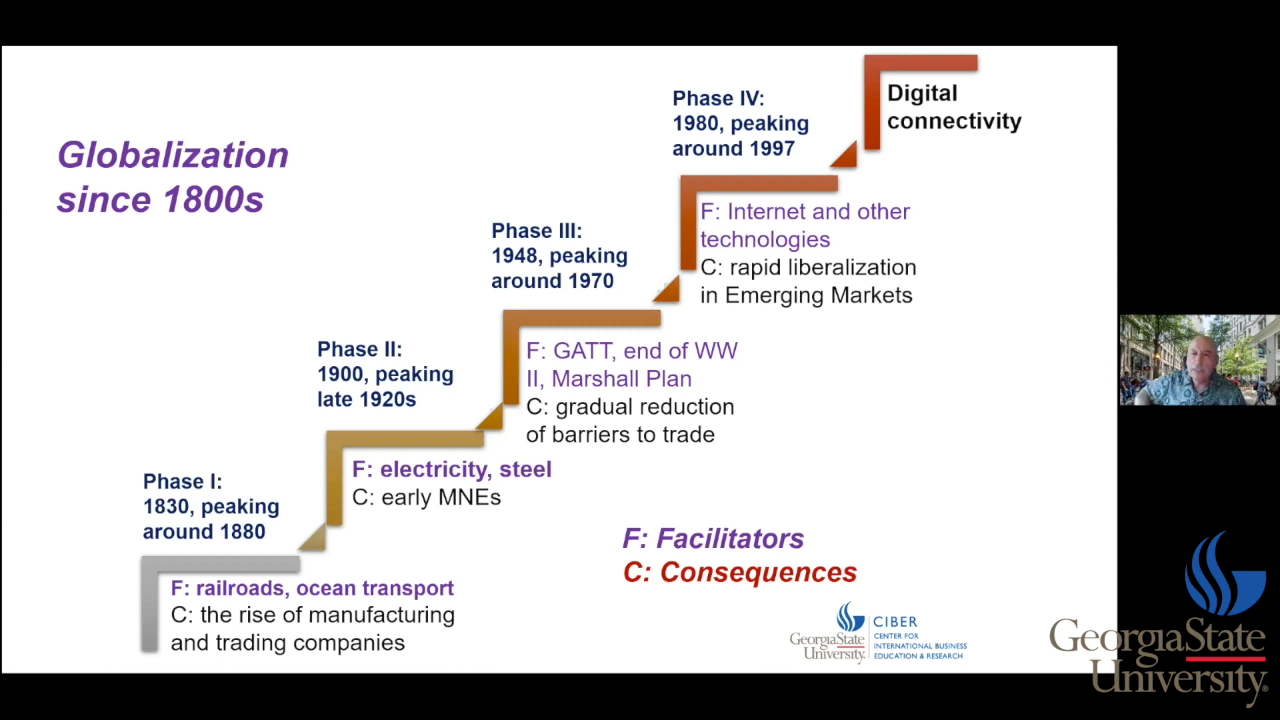 Globalization
since 1800s
Phase I:
1830, peaking
around 1880
F: railroads, ocean transport
C: the rise of manufacturing
and trading companies
Phase II:
1900, peaking
late 1920s
F: electricity, steel
C: early MNEs
Phase III:
1948, peaking
around 1970
F: GATT, end of WW
II, Marshall Plan
C: gradual reduction
of barriers to trade
Phase IV:
1980, peaking
around 1997
F: Internet and other
technologies
C: rapid liberalization
in Emerging Markets
Digital
connectivity
F: Facilitators
C: Consequences
GeorgiaState
University.
CIBER
CENTER FOR
INTERNATIONAL BUSINESS
EDUCATION & RESEARCH
GeorgiaState
University®